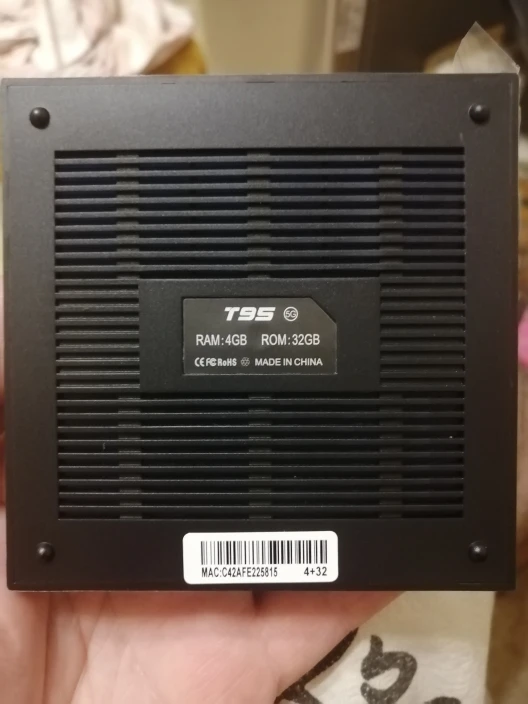 T95 5G
RAM:4GB ROM:32GB
CE FC RoHS MADE IN CHINA
MAC:C42AFE225815 4+32